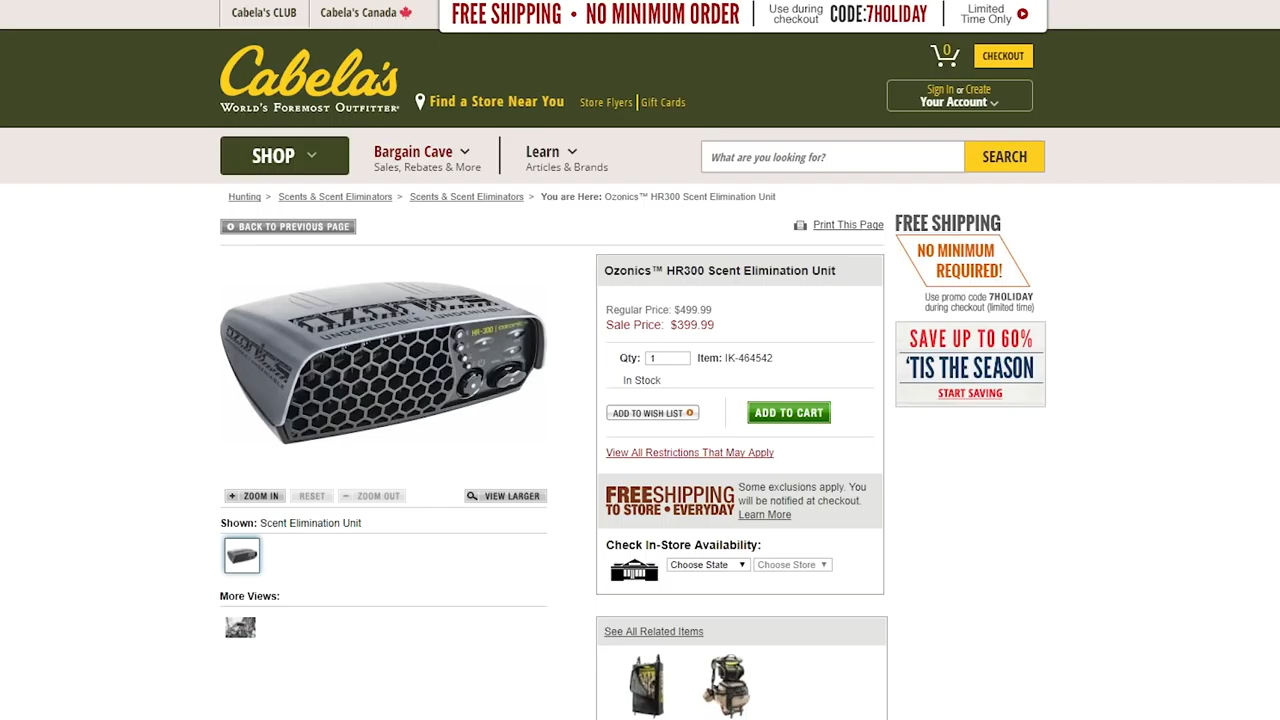 Cabela's CLUB
Cabela's Canada
FREE SHIPPING • NO MINIMUM ORDER
Use during checkout CODE:7HOLIDAY
Limited Time Only
Cabela's
WORLD'S FOREMOST OUTFITTER
Find a Store Near You
Store Flyers
Gift Cards
0
CHECKOUT
Sign In or Create
Your Account
SHOP
Bargain Cave
Sales, Rebates & More
Learn
Articles & Brands
What are you looking for?
SEARCH
Hunting > Scents & Scent Eliminators > Scents & Scent Eliminators > You are Here: Ozonics™ HR300 Scent Elimination Unit
BACK TO PREVIOUS PAGE
Print This Page
ozonics
UNDETECTABLE UNDENIABLE
HR-300
ozonics
ZOOM IN
RESET
ZOOM OUT
VIEW LARGER
Shown: Scent Elimination Unit
More Views:
Ozonics™ HR300 Scent Elimination Unit
Regular Price: $499.99
Sale Price: $399.99
Qty: 1 Item: IK-464542
In Stock
ADD TO WISH LIST
ADD TO CART
View All Restrictions That May Apply
FREE SHIPPING
TO STORE • EVERYDAY
Some exclusions apply. You
will be notified at checkout.
Learn More
Check In-Store Availability:
Choose State
Choose Store
See All Related Items
FREE SHIPPING
NO MINIMUM
REQUIRED!
Use promo code 7HOLIDAY
during checkout (limited time)
SAVE UP TO 60%
'TIS THE SEASON
START SAVING